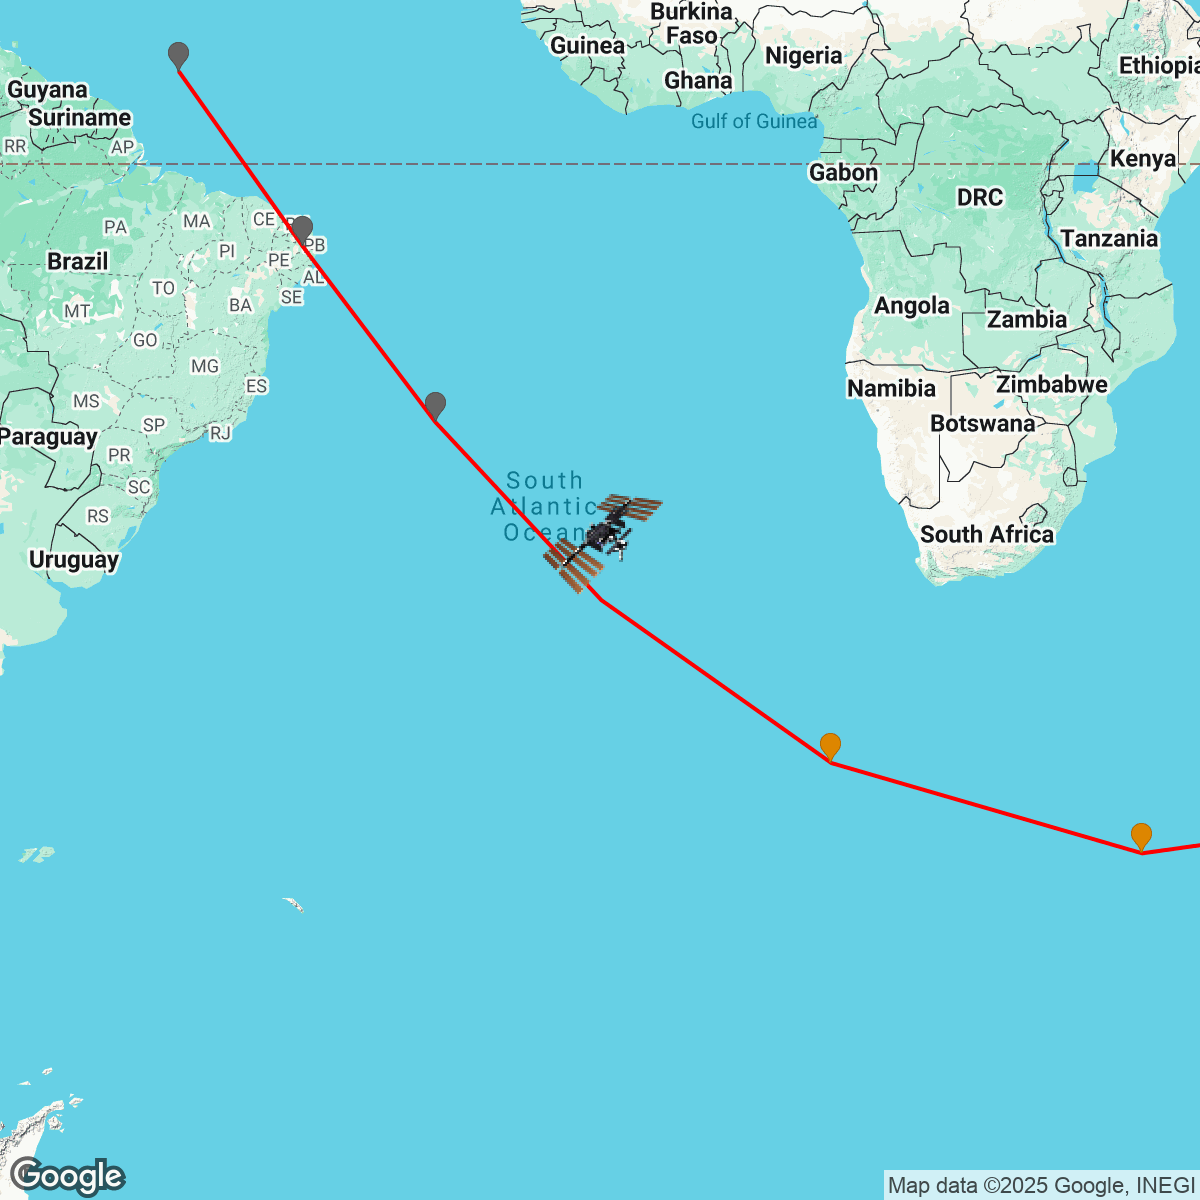 Burkina
Faso
Guinea
Nigeria
Ethiopia
Ghana
Guyana
Suriname
Gulf of Guinea
RR
AP
Kenya
Gabon
DRC
CE
MA
PA
PB
Tanzania
PI
PE
Brazil
AL
TO
SE
BA
Angola
MT
Zambia
GO
MG
ES
Zimbabwe
Namibia
MS
Botswana
SP
RJ
Paraguay
PR
South
Atlantic
Ocean
SC
RS
South Africa
Uruguay
Google
Map data ©2025 Google, INEGI